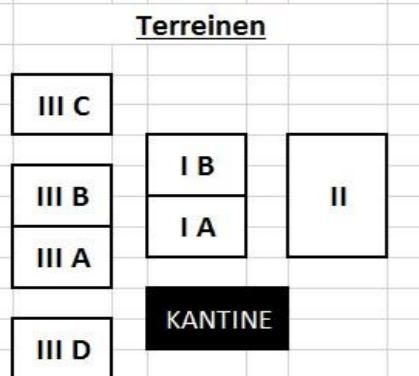 Terreinen
III C
I B
III B
II
I A
III A
KANTINE
III D